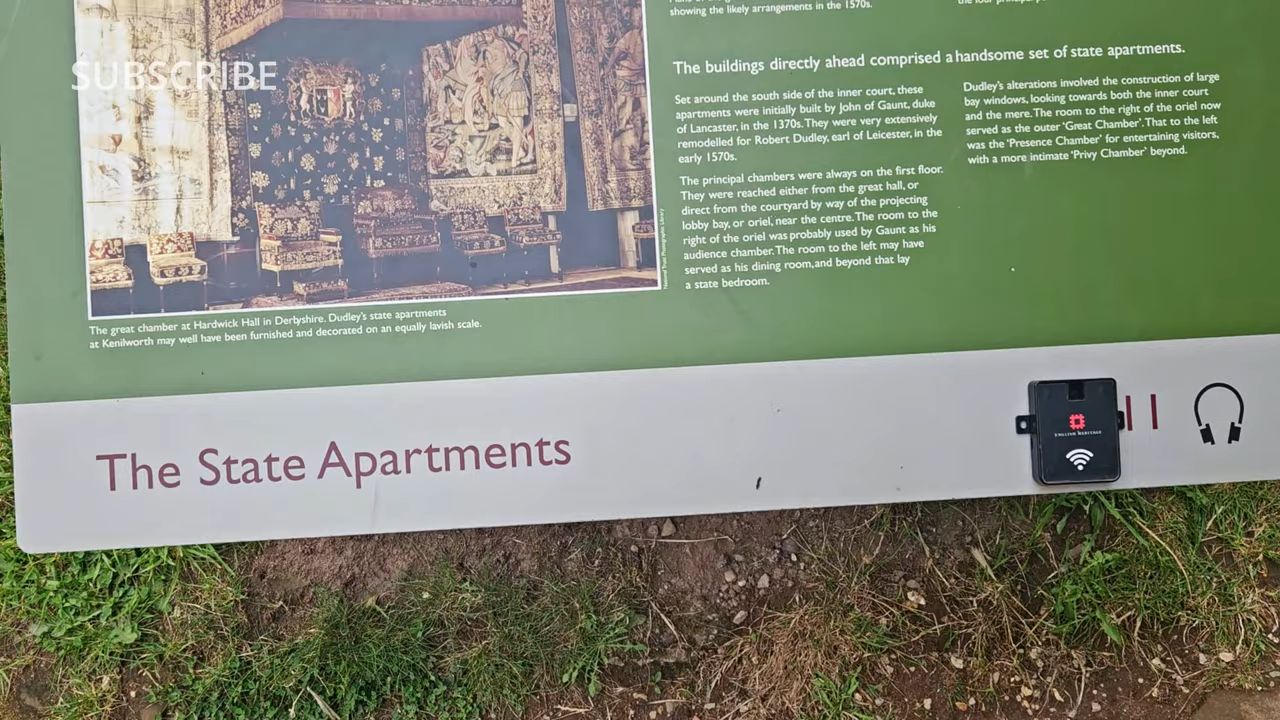 SUBSCRIBE
showing the likely arrangements in the 1570s.
The buildings directly ahead comprised a handsome set of state apartments.
Set around the south side of the inner court, these
apartments were initially built by John of Gaunt, duke
of Lancaster, in the 1370s. They were very extensively
remodelled for Robert Dudley, earl of Leicester, in the
early 1570s.
The principal chambers were always on the first floor.
They were reached either from the great hall, or
direct from the courtyard by way of the projecting
lobby bay, or oriel, near the centre. The room to the
right of the oriel was probably used by Gaunt as his
audience chamber. The room to the left may have
served as his dining room, and beyond that lay
a state bedroom.
Dudley's alterations involved the construction of large
bay windows, looking towards both the inner court
and the mere. The room to the right of the oriel now
served as the outer 'Great Chamber'. That to the left
was the 'Presence Chamber' for entertaining visitors,
with a more intimate 'Privy Chamber' beyond.
National Trust Photographic Library
The great chamber at Hardwick Hall in Derbyshire. Dudley's state apartments
at Kenilworth may well have been furnished and decorated on an equally lavish scale.
The State Apartments
ENGLISH HERITAGE